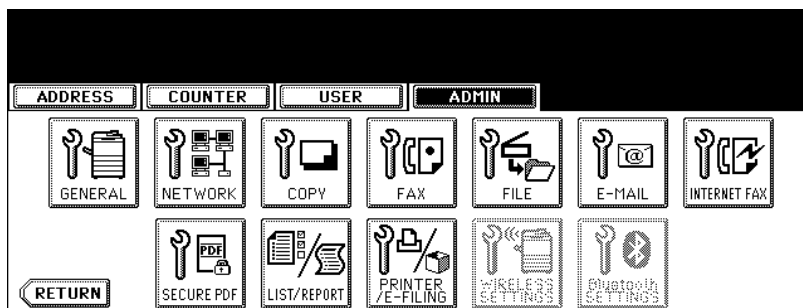 ADDRESS COUNTER USER ADMIN
GENERAL NETWORK COPY FAX FILE E-MAIL INTERNET FAX
@
PDF
SECURE PDF LIST/REPORT PRINTER
/E-FILING WIRELESS
SETTINGS Bluetooth
SETTINGS
RETURN